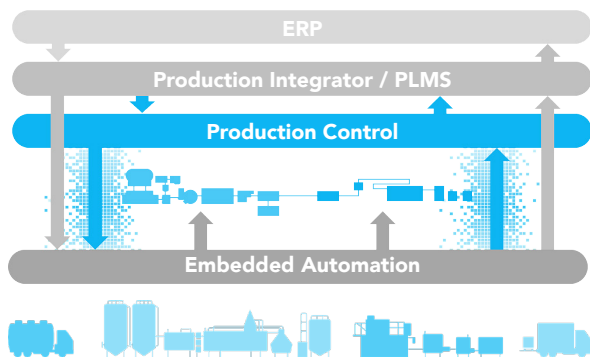 ERP
Production Integrator / PLMS
Production Control
Embedded Automation